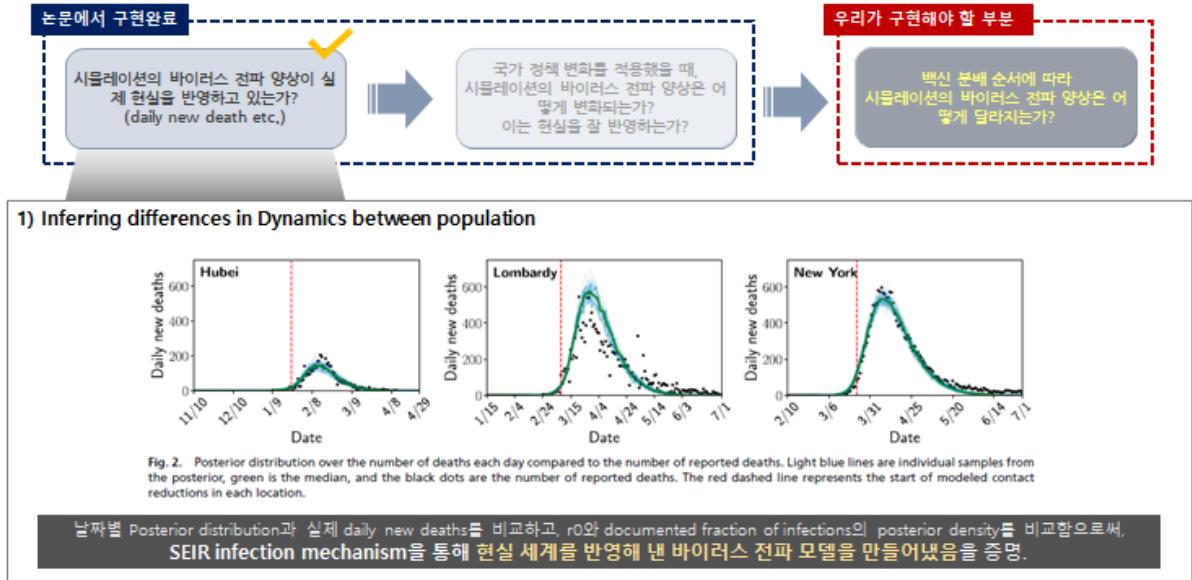 논문에서 구현완료
우리가 구현해야 할 부분
시뮬레이션의 바이러스 전파 양상이 실
제 현실을 반영하고 있는가?
(daily new death etc.)
국가 정책 변화를 적용했을 때,
시뮬레이션의 바이러스 전파 양상은 어
떻게 변화되는가?
이는 현실을 잘 반영하는가?
백신 분배 순서에 따라
시뮬레이션의 바이러스 전파 양상은 어
떻게 달라지는가?
1) Inferring differences in Dynamics between population
Hubei
Daily new deaths
600
400
200
0
11/10
12/10
1/9
2/8
3/9
4/8
4/29
Date
Lombardy
Daily new deaths
600
400
200
0
1/15
2/4
2/24
3/15
4/4
4/24
5/14
6/3
7/1
Date
New York
Daily new deaths
600
400
200
0
2/10
3/6
3/31
4/25
5/20
6/14
7/1
Date
Fig. 2. Posterior distribution over the number of deaths each day compared to the number of reported deaths. Light blue lines are individual samples from
the posterior, green is the median, and the black dots are the number of reported deaths. The red dashed line represents the start of modeled contact
reductions in each location.
날짜별 Posterior distribution과 실제 daily new deaths를 비교하고, r0와 documented fraction of infections의 posterior density를 비교함으로써,
SEIR infection mechanism을 통해 현실 세계를 반영해 낸 바이러스 전파 모델을 만들어냈음을 증명.